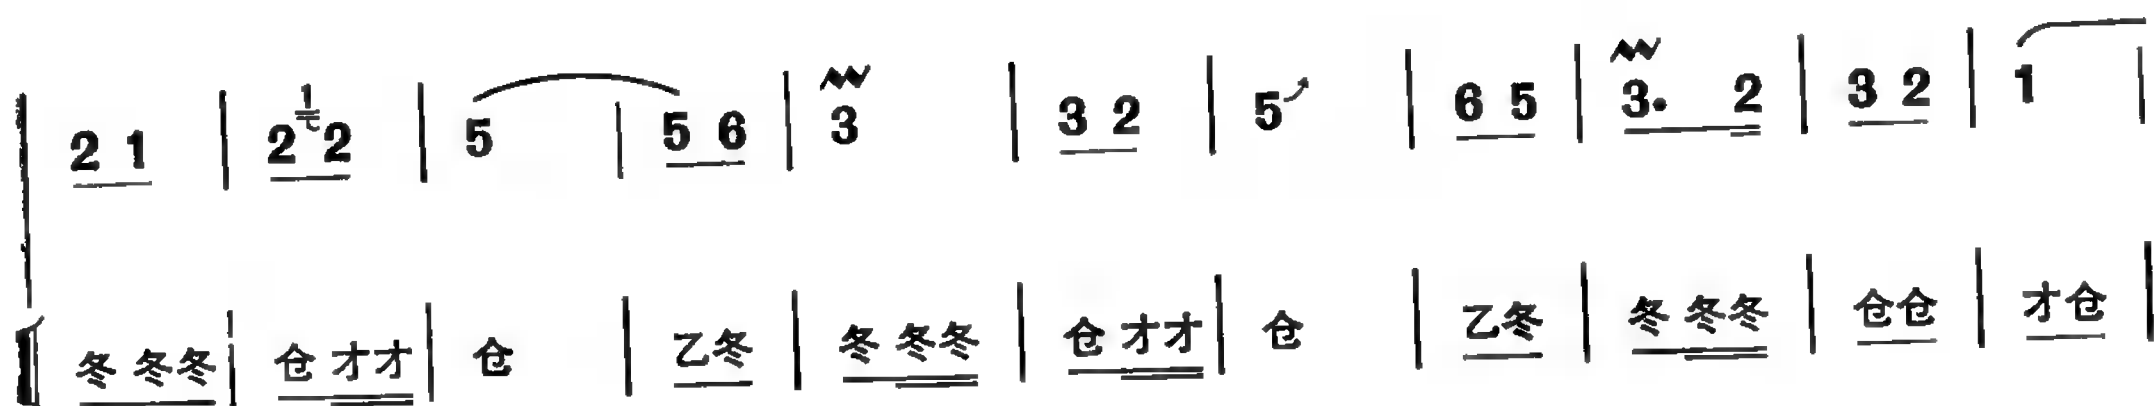 2 1 | 2 1 2 | 5 | 5 6 | 3 | 3 2 | 5 | 6 5 | 3. 2 | 3 2 | 1 |
冬 冬冬 | 仓 才才 | 仓 | 乙冬 | 冬 冬冬 | 仓 才才 | 仓 | 乙冬 | 冬 冬冬 | 仓仓 | 才仓 |